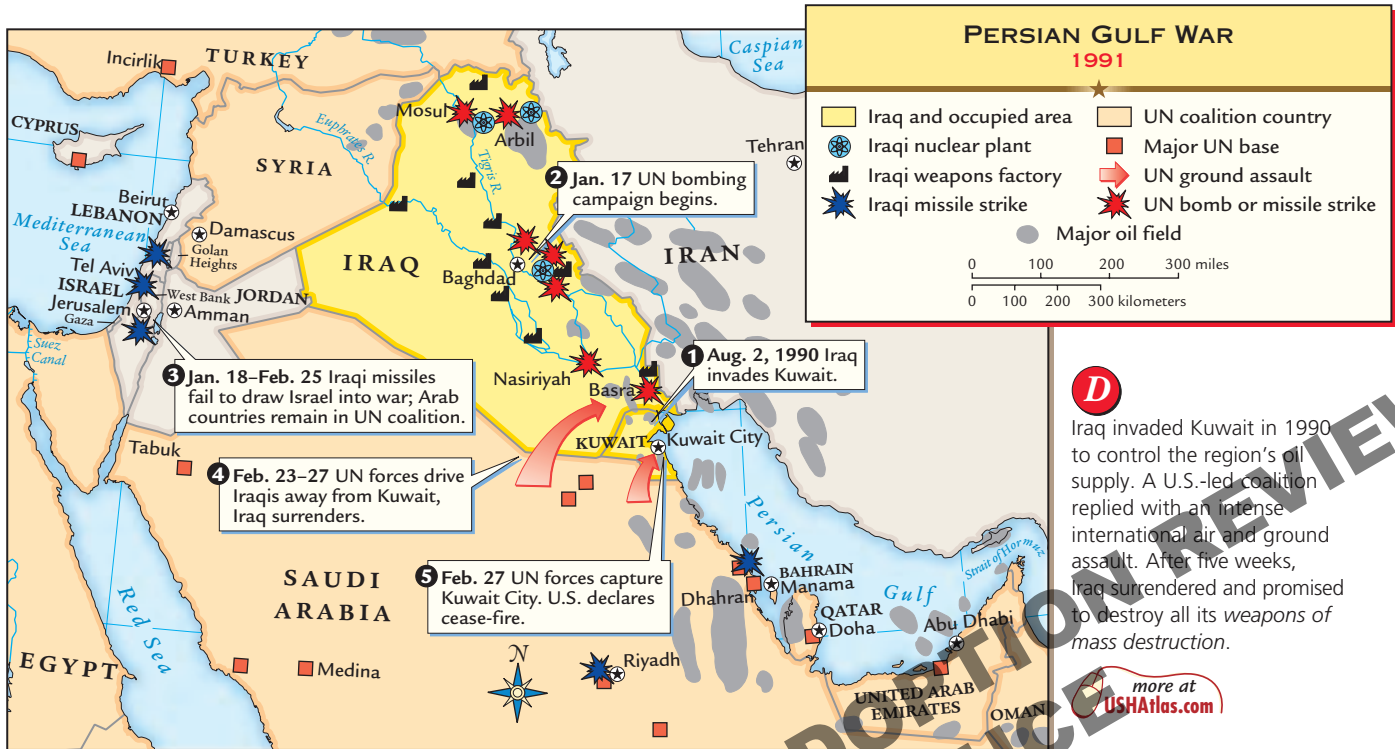 PERSIAN GULF WAR
1991
Iraq and occupied area
Iraqi nuclear plant
Iraqi weapons factory
Iraqi missile strike
UN coalition country
Major UN base
UN ground assault
UN bomb or missile strike
Major oil field
0 100 200 300 miles
0 100 200 300 kilometers
Incirlik
TURKEY
Caspian
Sea
CYPRUS
Mosul
Arbil
Euphrates R.
Tigris R.
Tehran
SYRIA
2 Jan. 17 UN bombing
campaign begins.
Beirut
LEBANON
Mediterranean
Sea
Damascus
Golan
Heights
IRAQ
IRAN
Tel Aviv
Baghdad
ISRAEL
West Bank
JORDAN
Jerusalem
Amman
Gaza
Suez
Canal
3 Jan. 18–Feb. 25 Iraqi missiles
fail to draw Israel into war; Arab
countries remain in UN coalition.
Nasiriyah
Basra
1 Aug. 2, 1990 Iraq
invades Kuwait.
KUWAIT
Kuwait City
Tabuk
4 Feb. 23–27 UN forces drive
Iraqis away from Kuwait,
Iraq surrenders.
5 Feb. 27 UN forces capture
Kuwait City. U.S. declares
cease-fire.
Persian
Gulf
Strait of Hormuz
BAHRAIN
Manama
Dhahran
QATAR
Doha
Abu Dhabi
SAUDI
ARABIA
Red Sea
EGYPT
Medina
N
Riyadh
UNITED ARAB
EMIRATES
OMAN
D
Iraq invaded Kuwait in 1990
to control the region's oil
supply. A U.S.-led coalition
replied with an intense
international air and ground
assault. After five weeks,
Iraq surrendered and promised
to destroy all its weapons of
mass destruction.
more at
USHAtlas.com
REVIEW